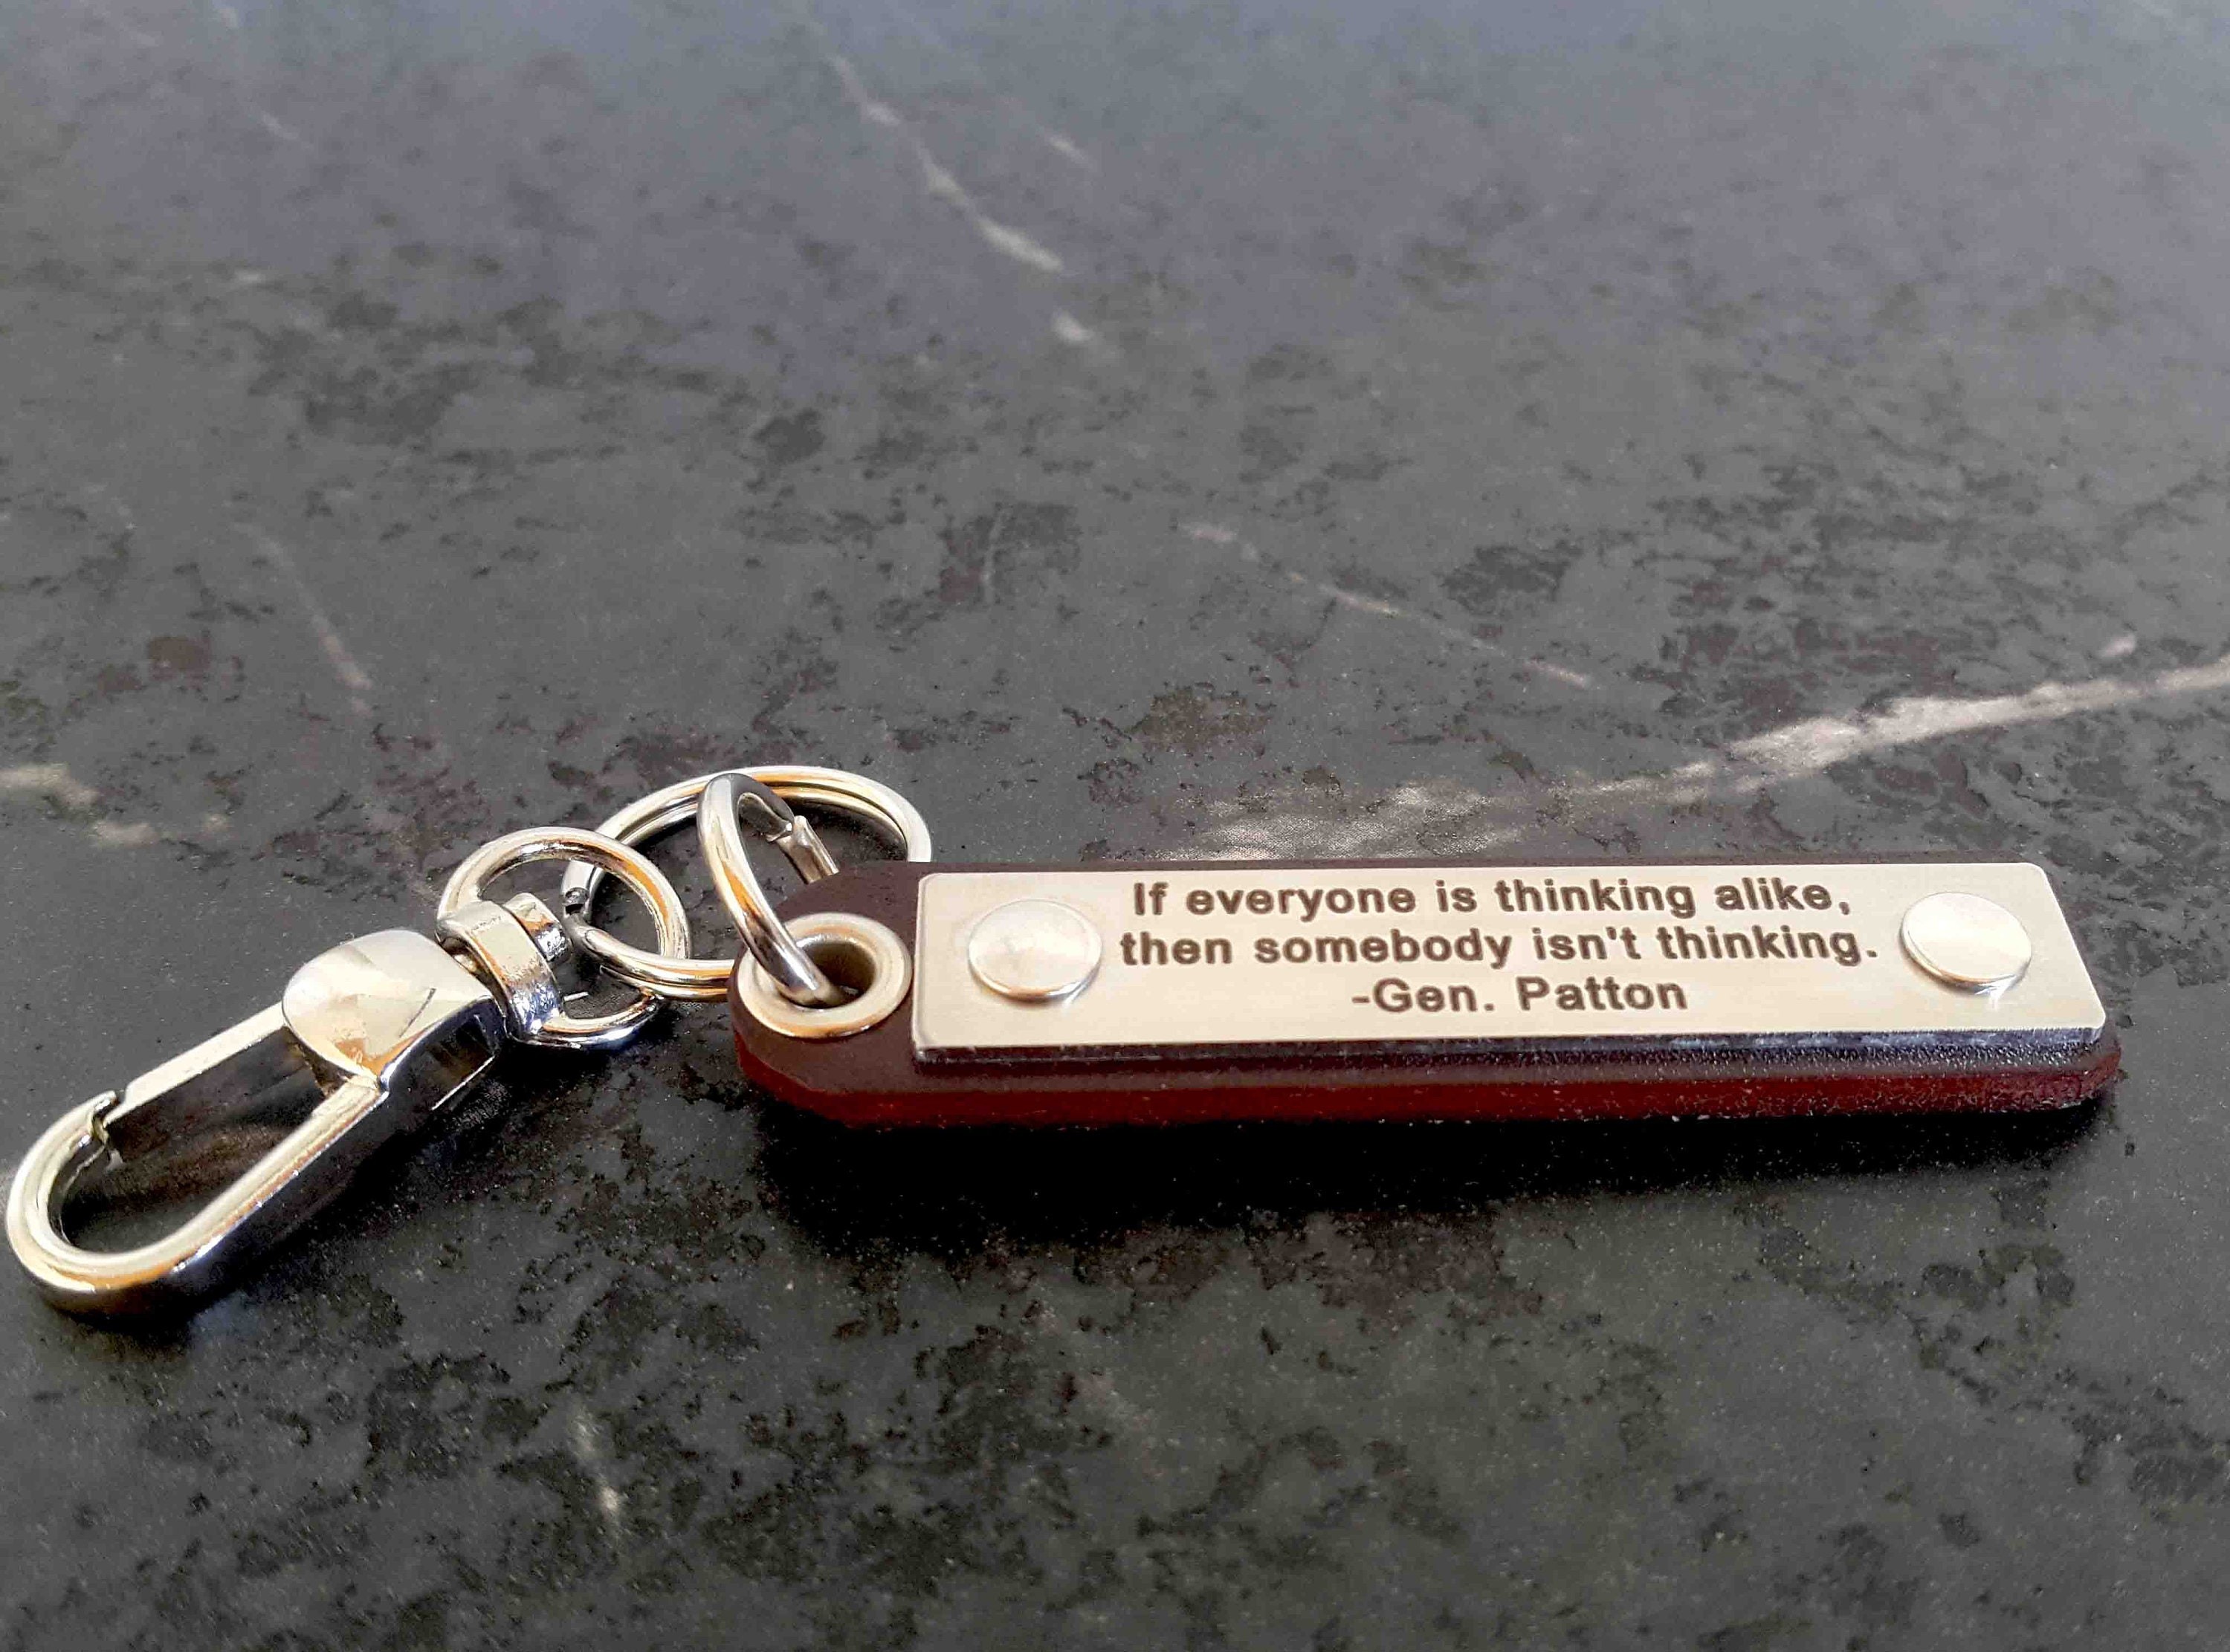 If everyone is thinking alike,
then somebody isn't thinking.
-Gen. Patton